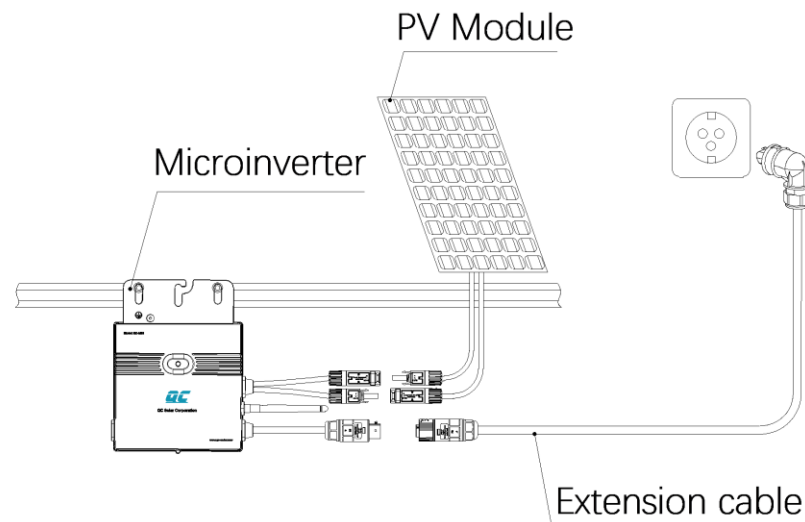 PV Module
Microinverter
QC
QC Solar Corporation
Extension cable